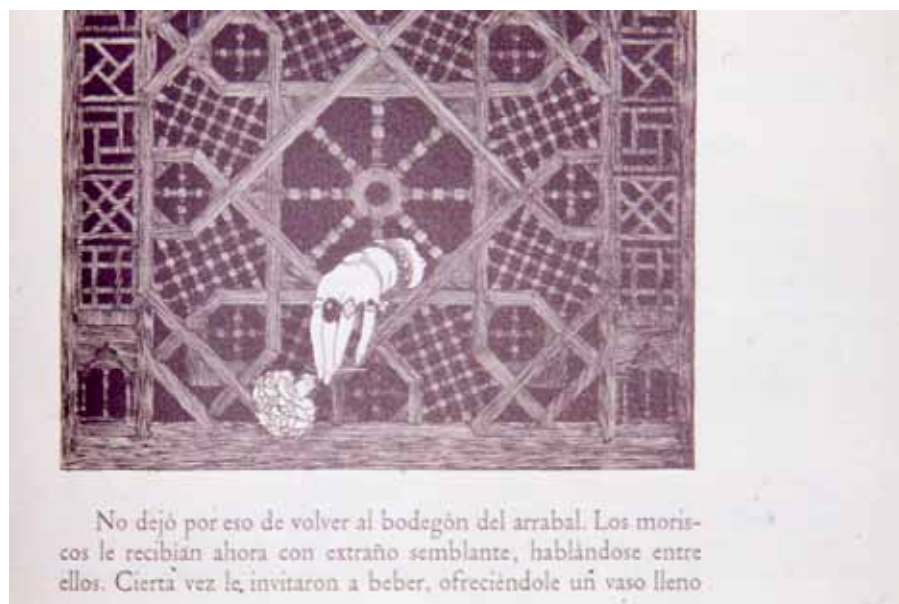 No dejó por eso de volver al bodegón del arrabal. Los moris-
cos le recibían ahora con extraño semblante, hablándose entre
ellos. Cierta vez le invitaron a beber, ofreciéndole un vaso lleno